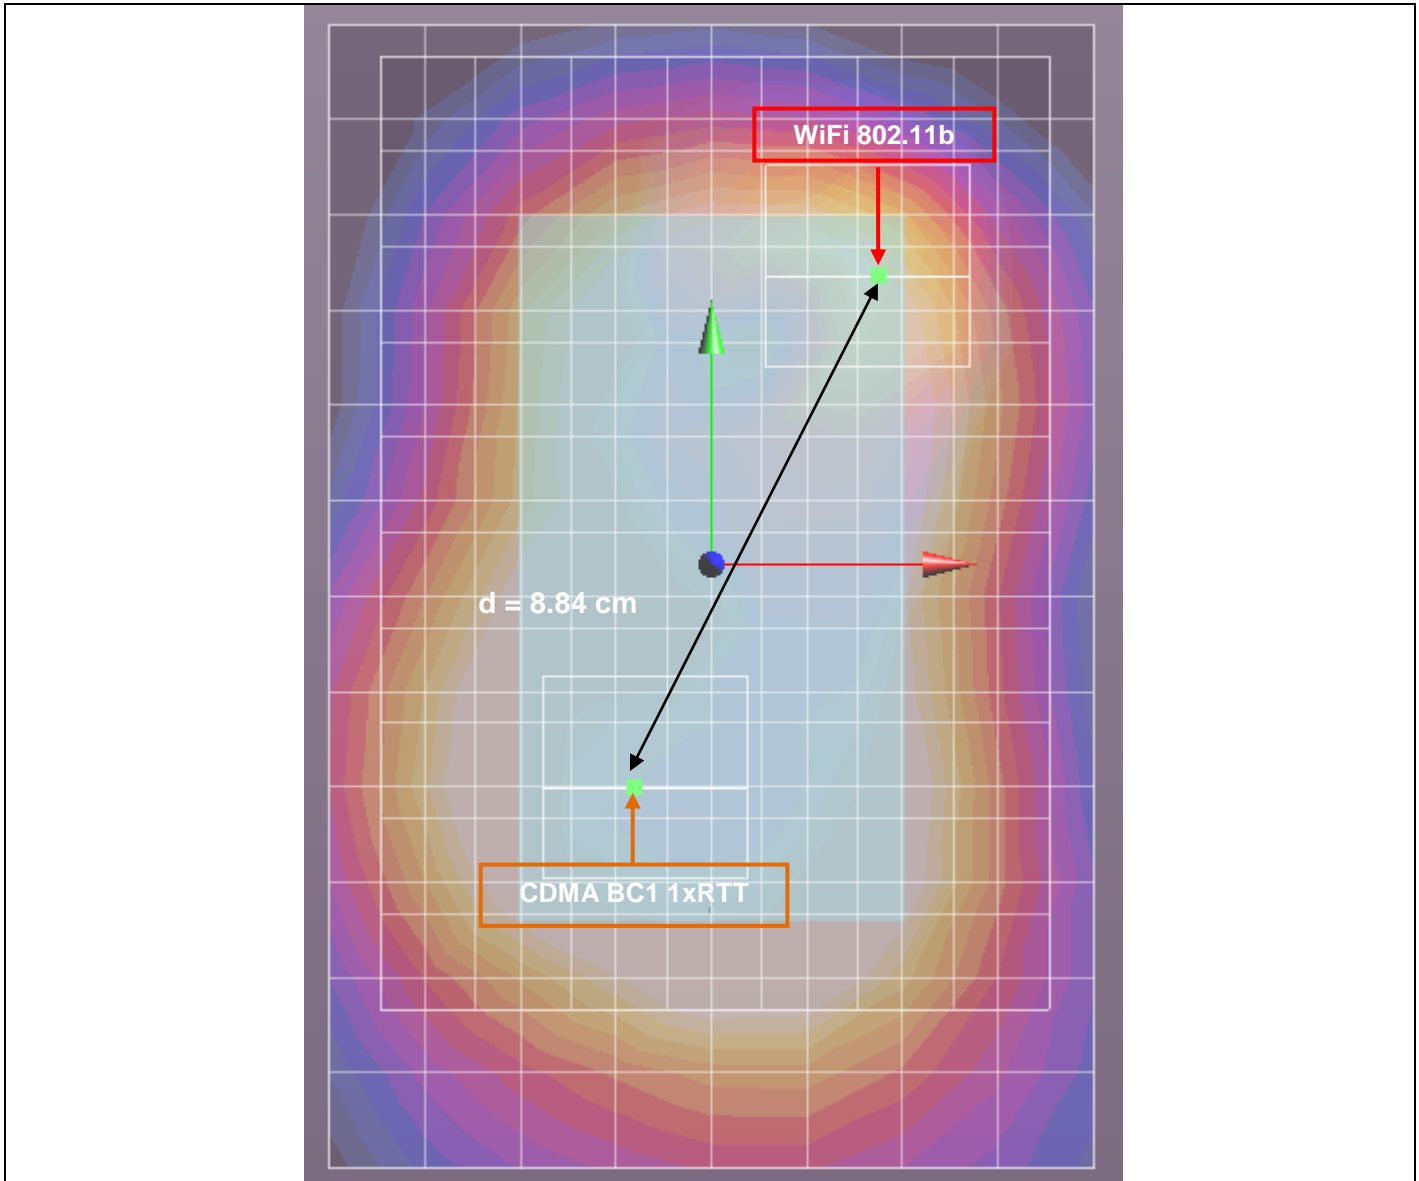 WiFi 802.11b
d = 8.84 cm
CDMA BC1 1xRTT